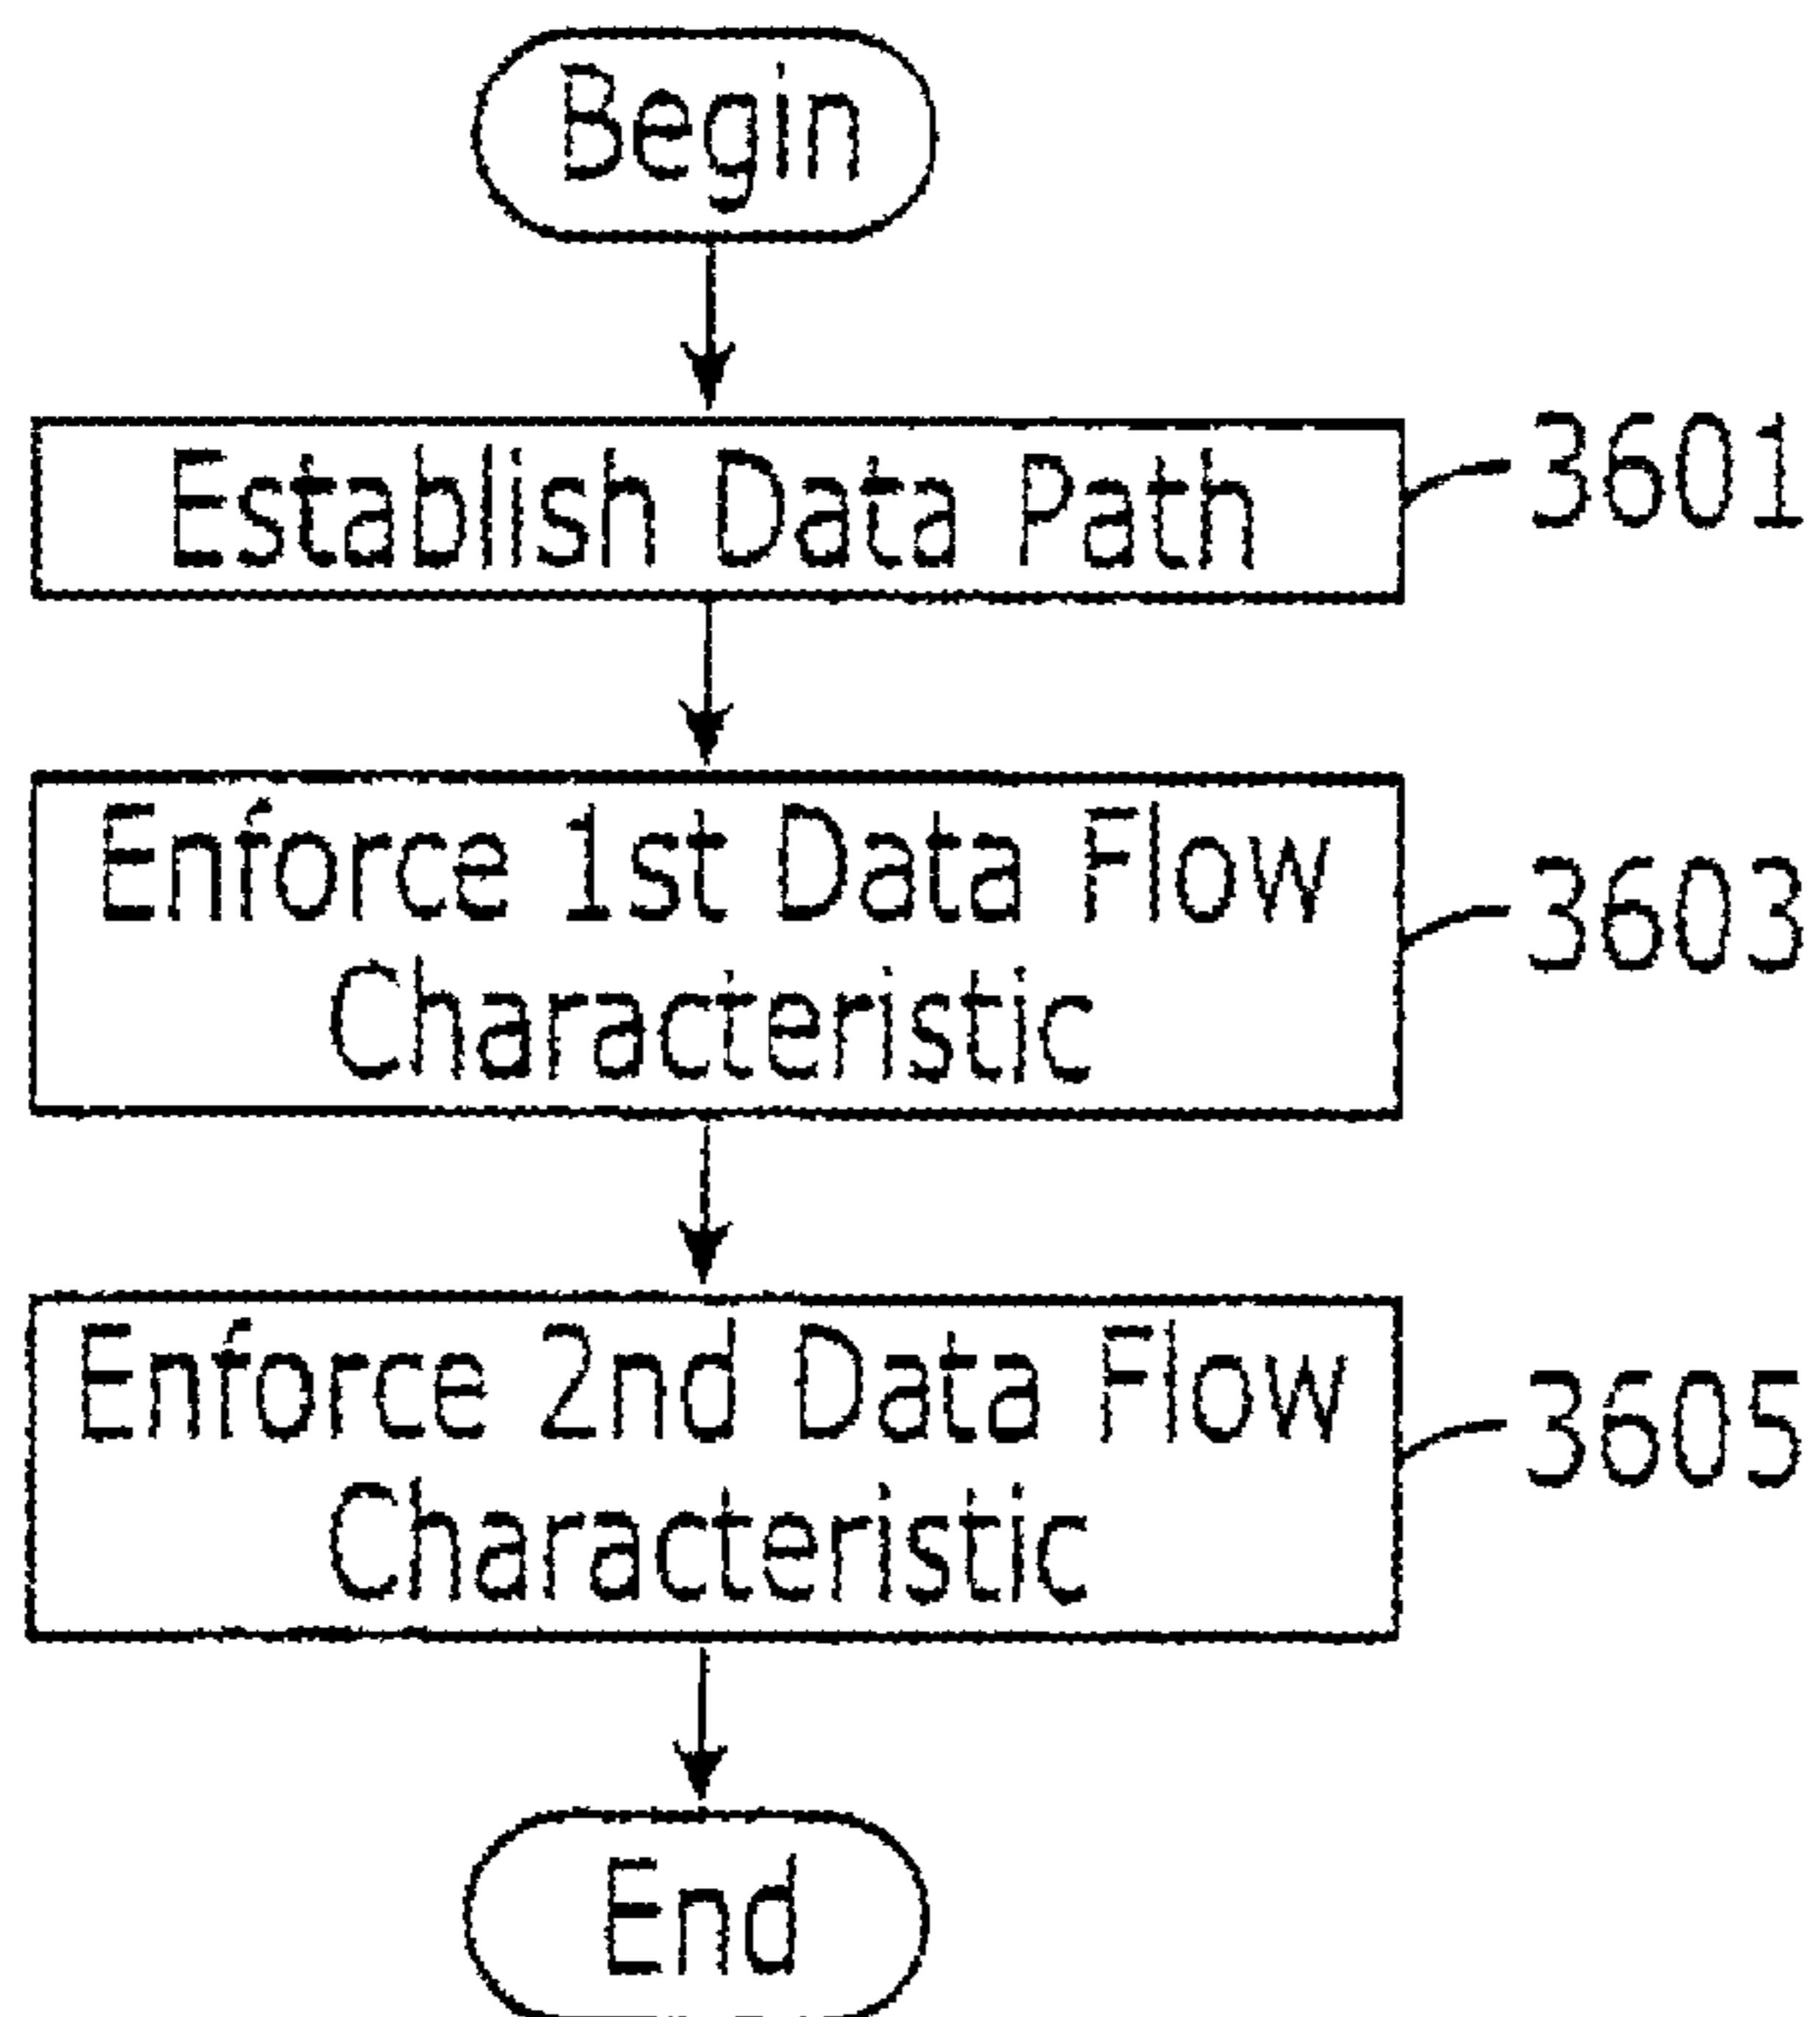 Begin
Establish Data Path
3601
Enforce 1st Data Flow
Characteristic
3603
Enforce 2nd Data Flow
Characteristic
3605
End